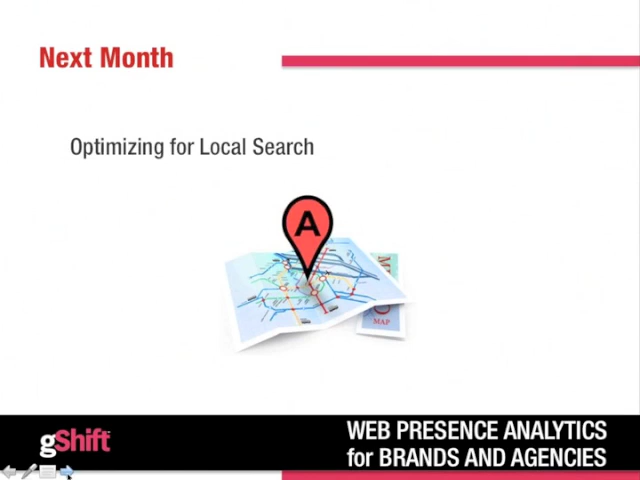 Next Month
Optimizing for Local Search
A
MAP
gShift
WEB PRESENCE ANALYTICS
for BRANDS AND AGENCIES